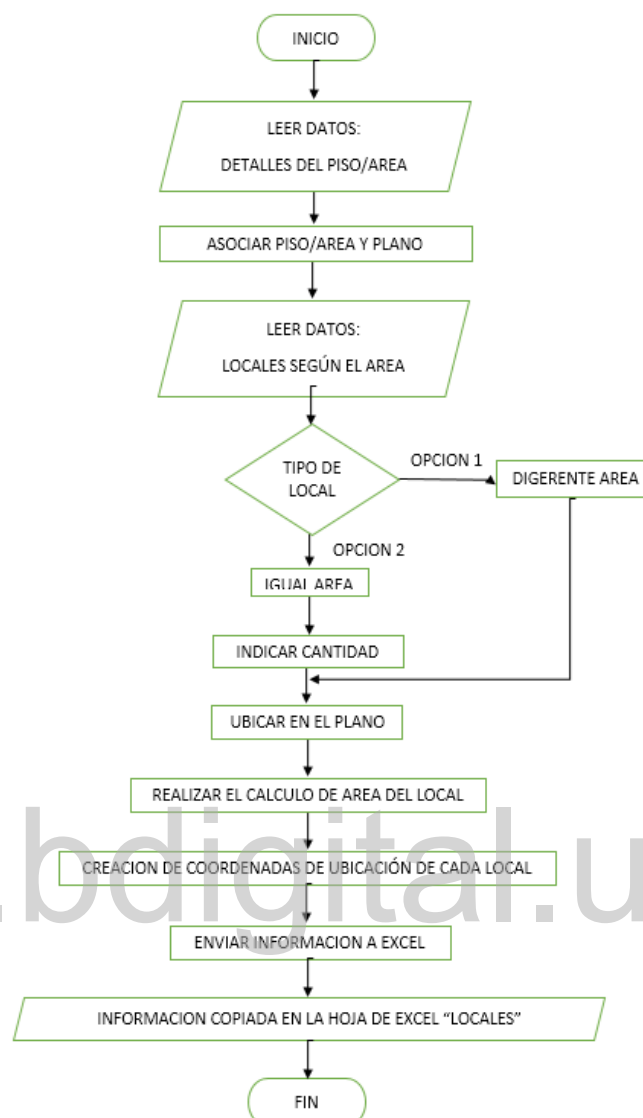 INICIO
LEER DATOS:
DETALLES DEL PISO/AREA
ASOCIAR PISO/AREA Y PLANO
LEER DATOS:
LOCALES SEGÚN EL AREA
TIPO DE
LOCAL
OPCION 1
DIGERENTE AREA
OPCION 2
IGUAL AREA
INDICAR CANTIDAD
UBICAR EN EL PLANO
REALIZAR EL CALCULO DE AREA DEL LOCAL
CREACION DE COORDENADAS DE UBICACIÓN DE CADA LOCAL
.bdigital.u
ENVIAR INFORMACION A EXCEL
INFORMACION COPIADA EN LA HOJA DE EXCEL “LOCALES”
FIN